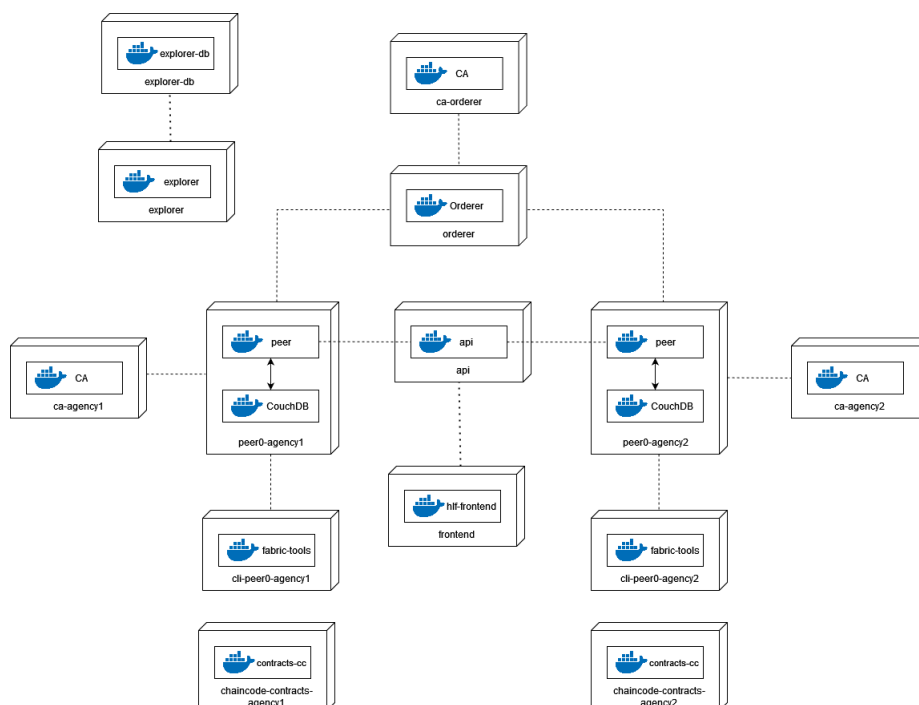 explorer-db
explorer-db
CA
ca-orderer
explorer
explorer
Orderer
orderer
peer
CouchDB
peer0-agency1
api
api
peer
CouchDB
peer0-agency2
CA
ca-agency1
CA
ca-agency2
hlf-frontend
frontend
fabric-tools
cli-peer0-agency1
fabric-tools
cli-peer0-agency2
contracts-cc
chaincode-contracts-
agency1
contracts-cc
chaincode-contracts-
agency2